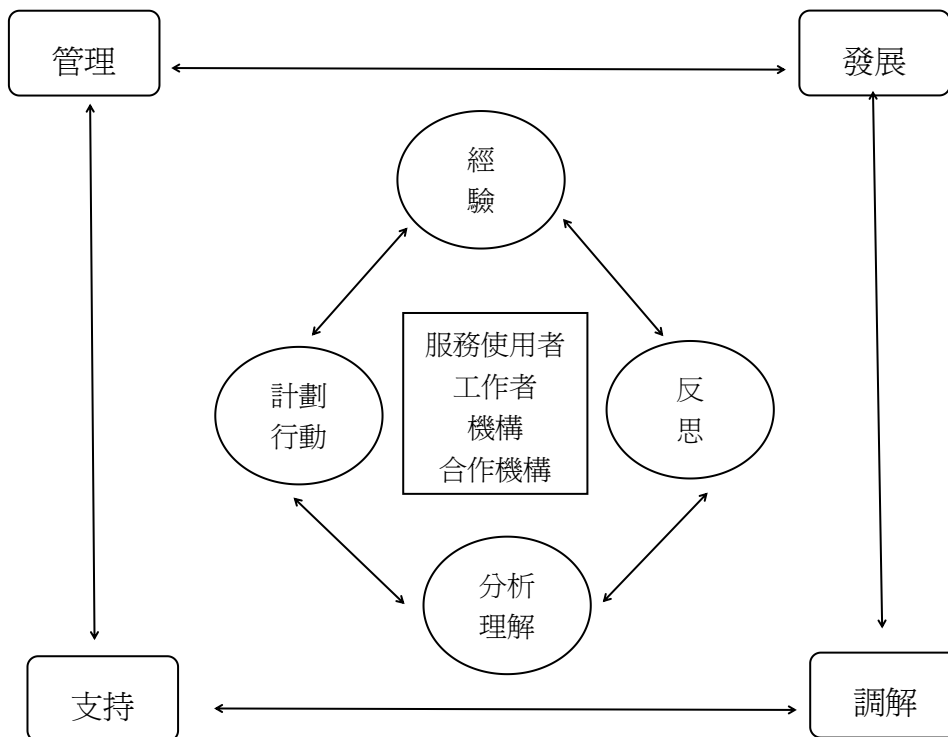 管理
發展
經
驗
服務使用者
工作者
機構
合作機構
計劃
行動
反
思
分析
理解
支持
調解